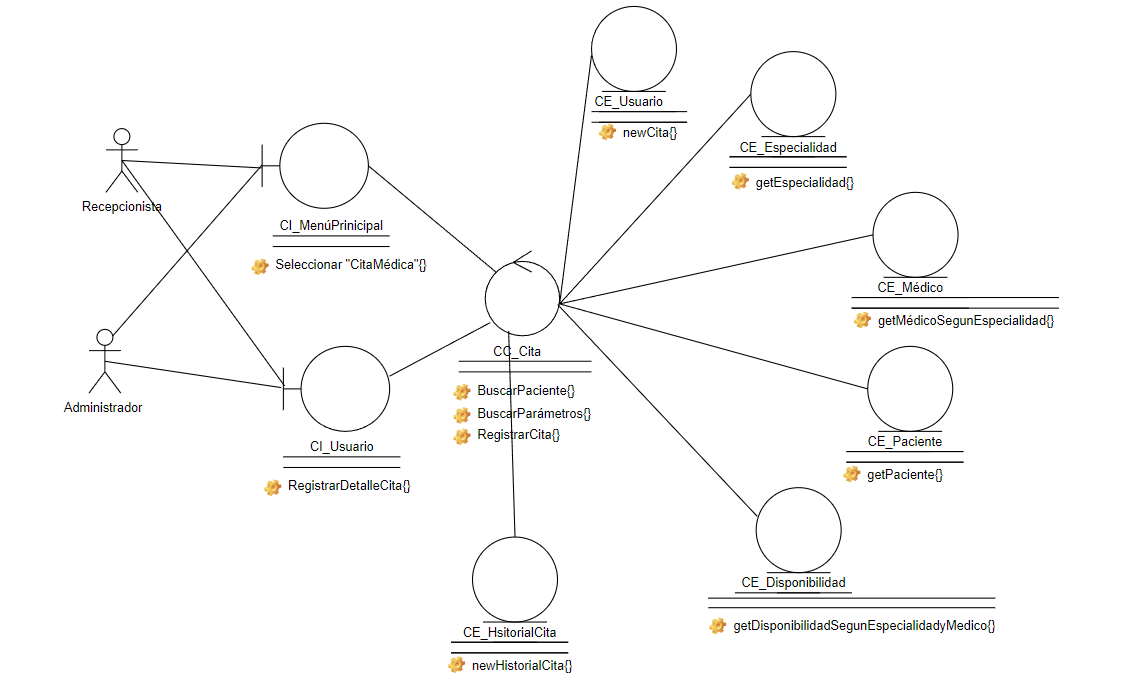 CE_Usuario
newCita{}
CE_Especialidad
getEspecialidad{}
Recepcionista
CI_MenúPrinicipal
Seleccionar "CitaMédica"{}
CE_Médico
getMédicoSegunEspecialidad{}
CC_Cita
BuscarPaciente{}
BuscarParámetros{}
RegistrarCita{}
Administrador
CI_Usuario
RegistrarDetalleCita{}
CE_Paciente
getPaciente{}
CE_Disponibilidad
getDisponibilidadSegunEspecialidadyMedico{}
CE_HsitorialCita
newHistorialCita{}